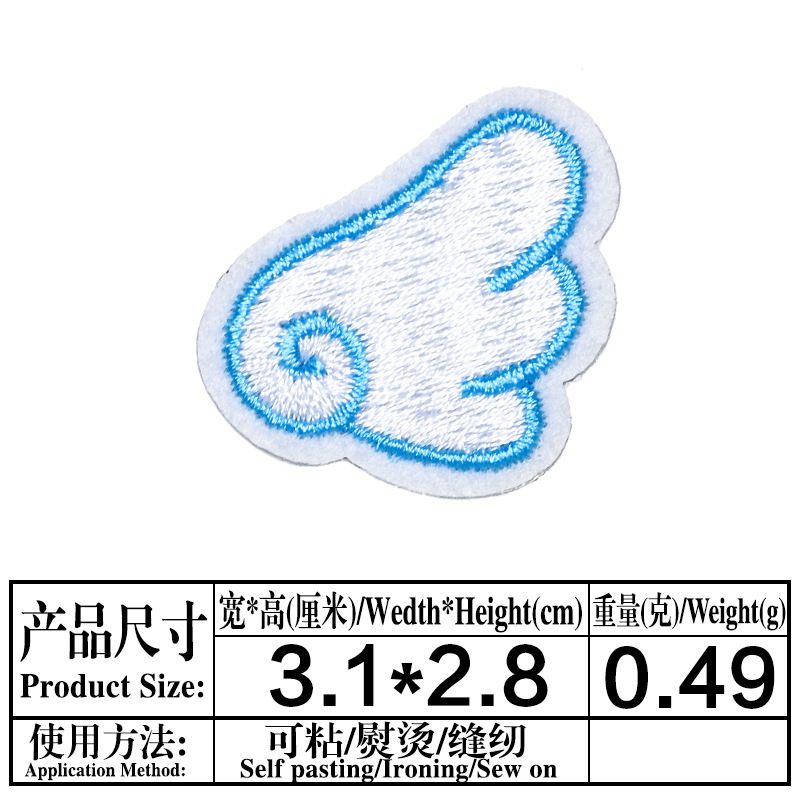 产品尺寸
Product Size:
宽*高(厘米)/Wedth*Height(cm)
重量(克)/Weight(g)
3.1*2.8
0.49
使用方法:
Application Method:
可粘/熨烫/缝纫
Self pasting/Ironing/Sew on